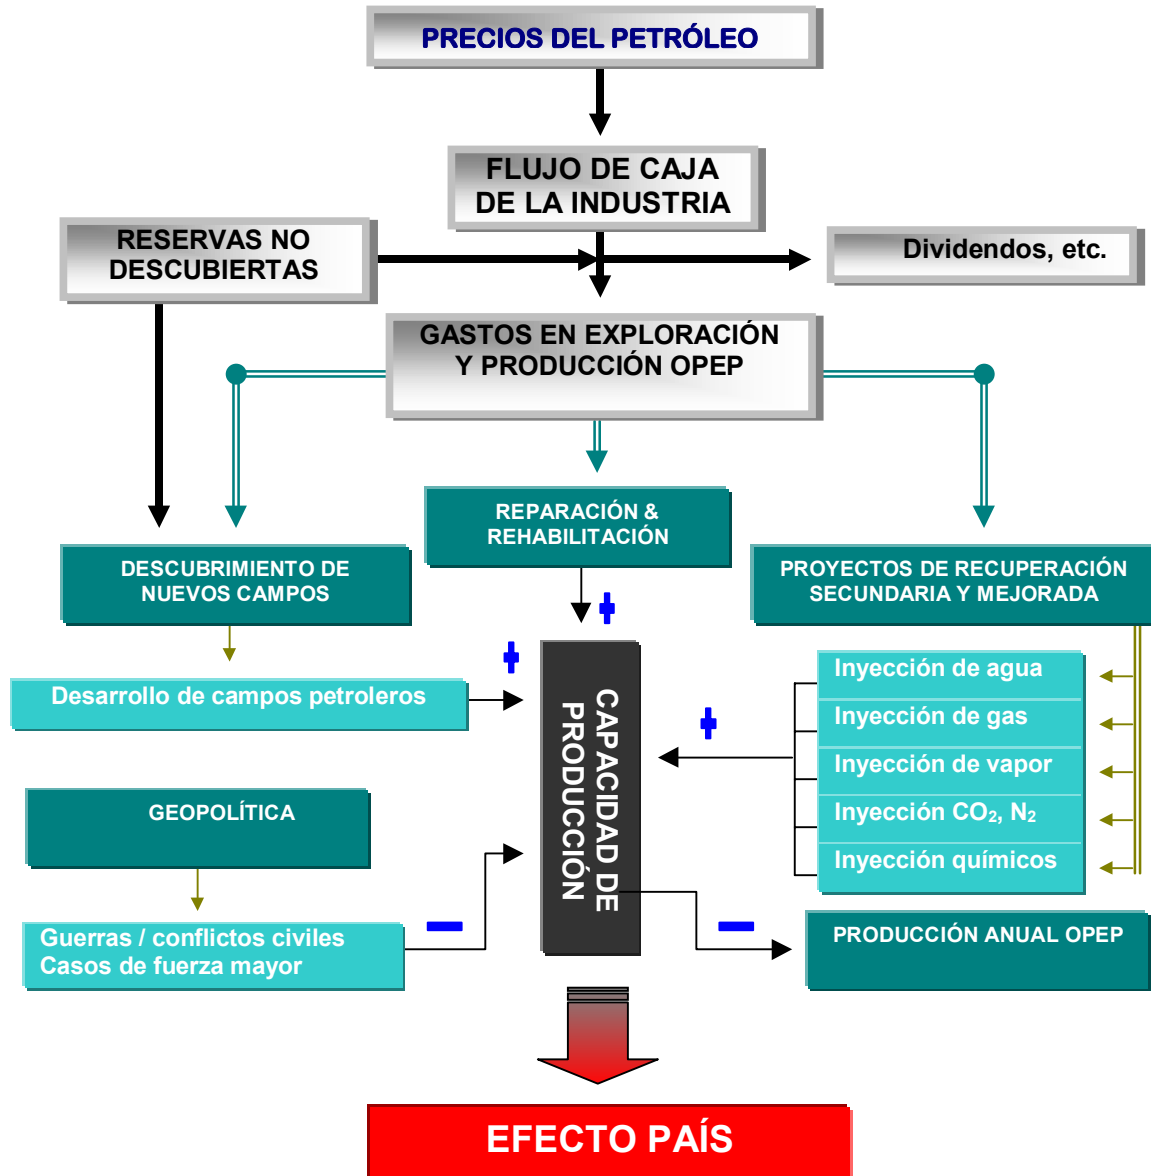 PRECIOS DEL PETRÓLEO
FLUJO DE CAJA
DE LA INDUSTRIA
RESERVAS NO
DESCUBIERTAS
Dividendos, etc.
GASTOS EN EXPLORACIÓN
Y PRODUCCIÓN OPEP
REPARACIÓN &
REHABILITACIÓN
DESCUBRIMIENTO DE
NUEVOS CAMPOS
PROYECTOS DE RECUPERACIÓN
SECUNDARIA Y MEJORADA
Desarrollo de campos petroleros
CAPACIDAD DE
PRODUCCIÓN
Inyección de agua
Inyección de gas
Inyección de vapor
Inyección CO₂, N₂
Inyección químicos
GEOPOLÍTICA
Guerras / conflictos civiles
Casos de fuerza mayor
PRODUCCIÓN ANUAL OPEP
EFECTO PAÍS